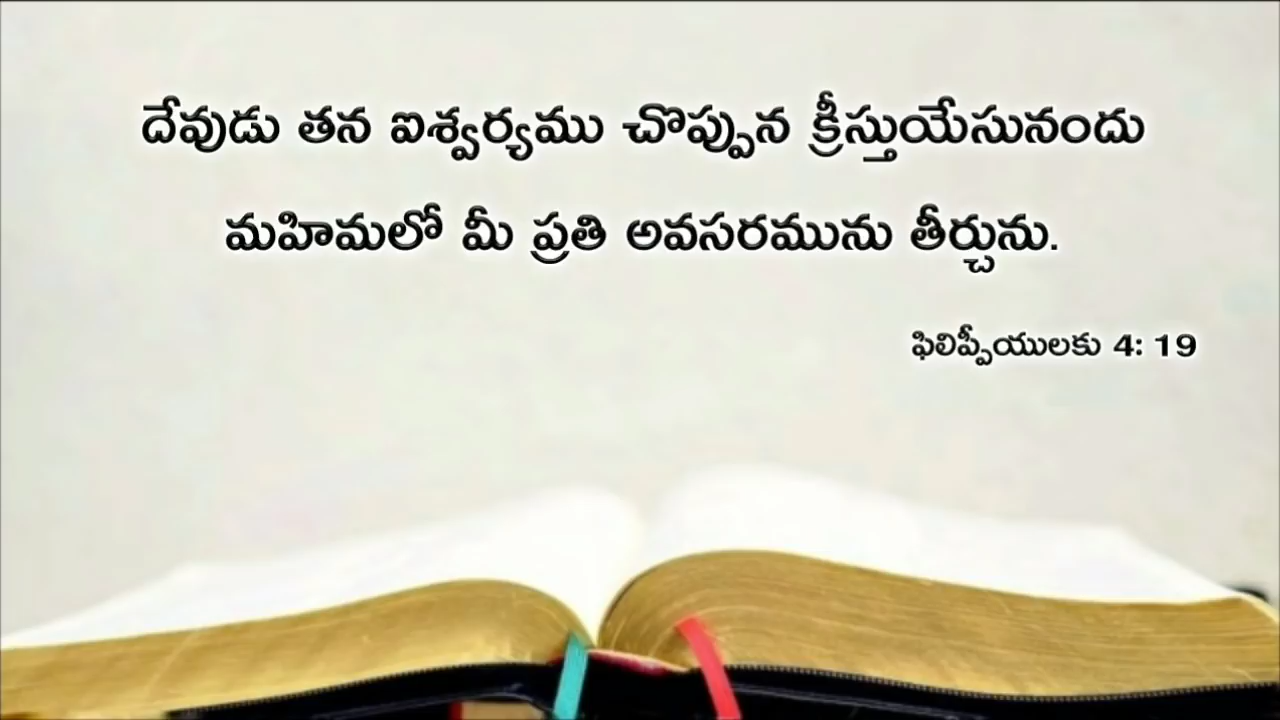 దేవుడు తన ఐశ్వర్యము చొప్పున క్రీస్తుయేసునందు
మహిమలో మీ ప్రతి అవసరమును తీర్చును.
ఫిలిప్పీయులకు 4: 19